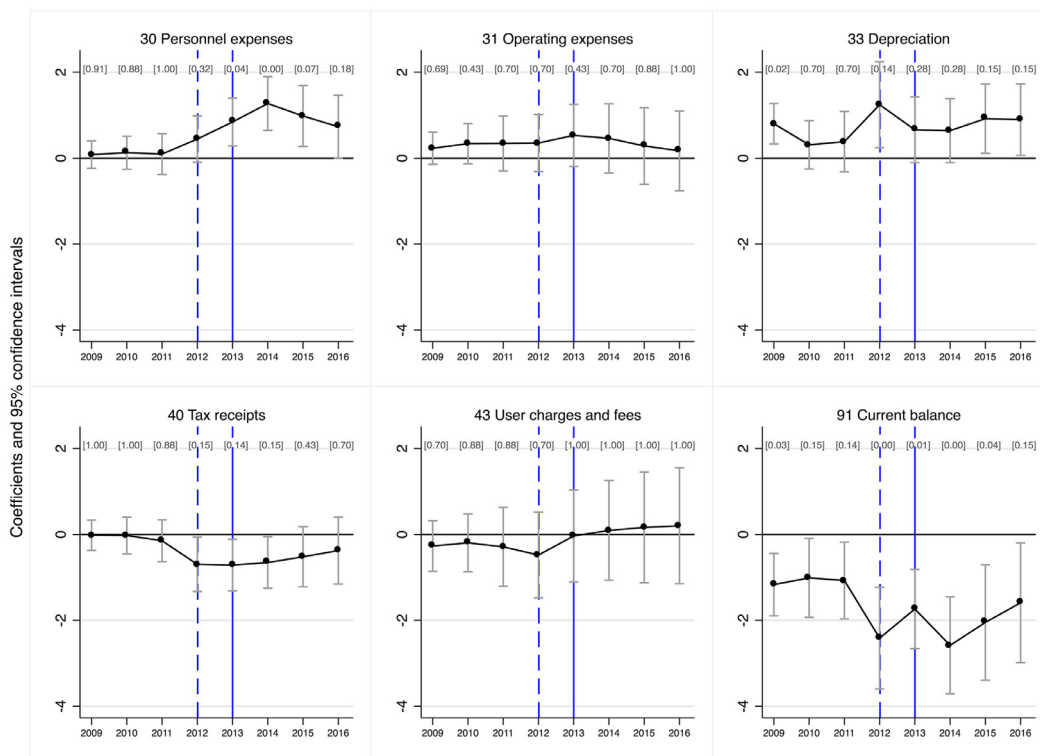 Coefficients and 95% confidence intervals
30 Personnel expenses
[0.91] [0.88] [1.00] [0.32] [0.04] [0.00] [0.07] [0.18]
2
0
-2
-4
2009 2010 2011 2012 2013 2014 2015 2016
31 Operating expenses
[0.69] [0.43] [0.70] [0.70] [0.43] [0.70] [0.88] [1.00]
2
0
-2
-4
2009 2010 2011 2012 2013 2014 2015 2016
33 Depreciation
[0.02] [0.70] [0.70] [0.14] [0.28] [0.28] [0.15] [0.15]
2
0
-2
-4
2009 2010 2011 2012 2013 2014 2015 2016
40 Tax receipts
[1.00] [1.00] [0.88] [0.15] [0.14] [0.15] [0.43] [0.70]
2
0
-2
-4
2009 2010 2011 2012 2013 2014 2015 2016
43 User charges and fees
[0.70] [0.88] [0.88] [0.70] [1.00] [1.00] [1.00] [1.00]
2
0
-2
-4
2009 2010 2011 2012 2013 2014 2015 2016
91 Current balance
[0.03] [0.15] [0.14] [0.00] [0.01] [0.00] [0.04] [0.15]
2
0
-2
-4
2009 2010 2011 2012 2013 2014 2015 2016